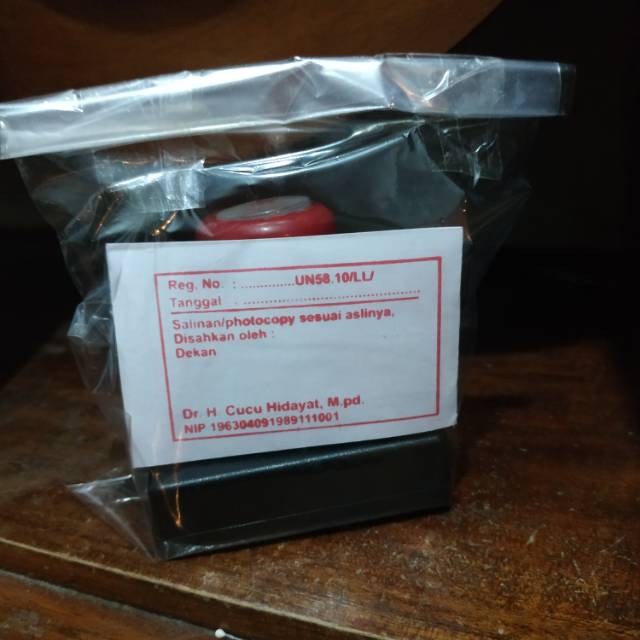 Reg. No. : ..............UN58.10/LL/
Tanggal : ............................................
Salinan/photocopy sesuai aslinya,
Disahkan oleh :
Dekan
Dr. H. Cucu Hidayat, M.pd.
NIP 196304091989111001